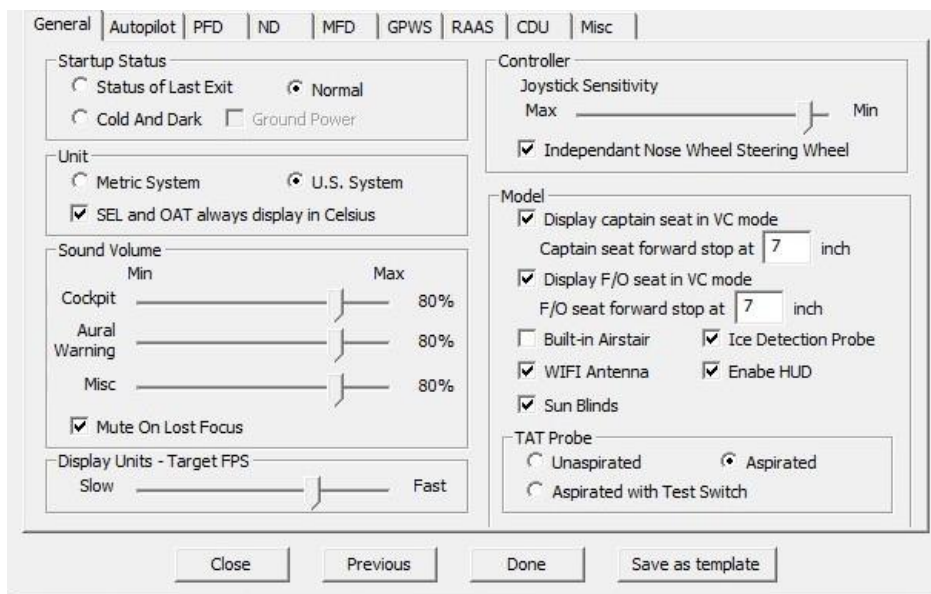 General Autopilot PFD ND MFD GPWS RAAS CDU Misc
Startup Status
Status of Last Exit Normal
Cold And Dark Ground Power
Unit
Metric System U.S. System
SEL and OAT always display in Celsius
Sound Volume
Min Max
Cockpit 80%
Aural
Warning 80%
Misc 80%
Mute On Lost Focus
Display Units - Target FPS
Slow Fast
Controller
Joystick Sensitivity
Max Min
Independant Nose Wheel Steering Wheel
Model
Display captain seat in VC mode
Captain seat forward stop at 7 inch
Display F/O seat in VC mode
F/O seat forward stop at 7 inch
Built-in Airstair Ice Detection Probe
WIFI Antenna Enabe HUD
Sun Blinds
TAT Probe
Unaspirated Aspirated
Aspirated with Test Switch
Close Previous Done Save as template